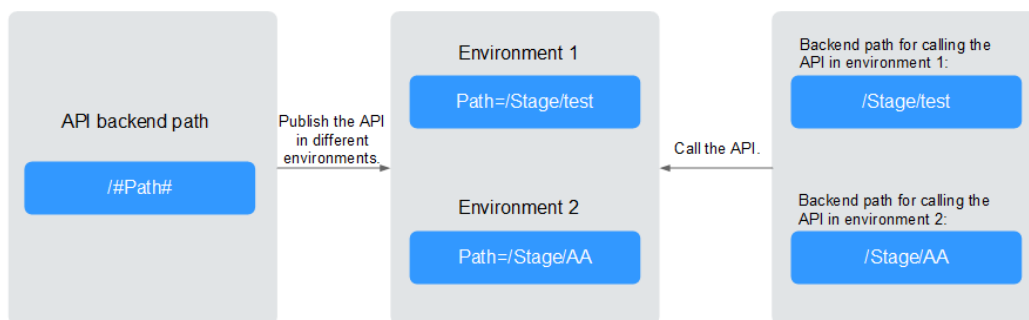 API backend path
/#Path#
Publish the API
in different
environments.
Environment 1
Path=/Stage/test
Environment 2
Path=/Stage/AA
Call the API.
Backend path for calling the
API in environment 1:
/Stage/test
Backend path for calling the
API in environment 2:
/Stage/AA